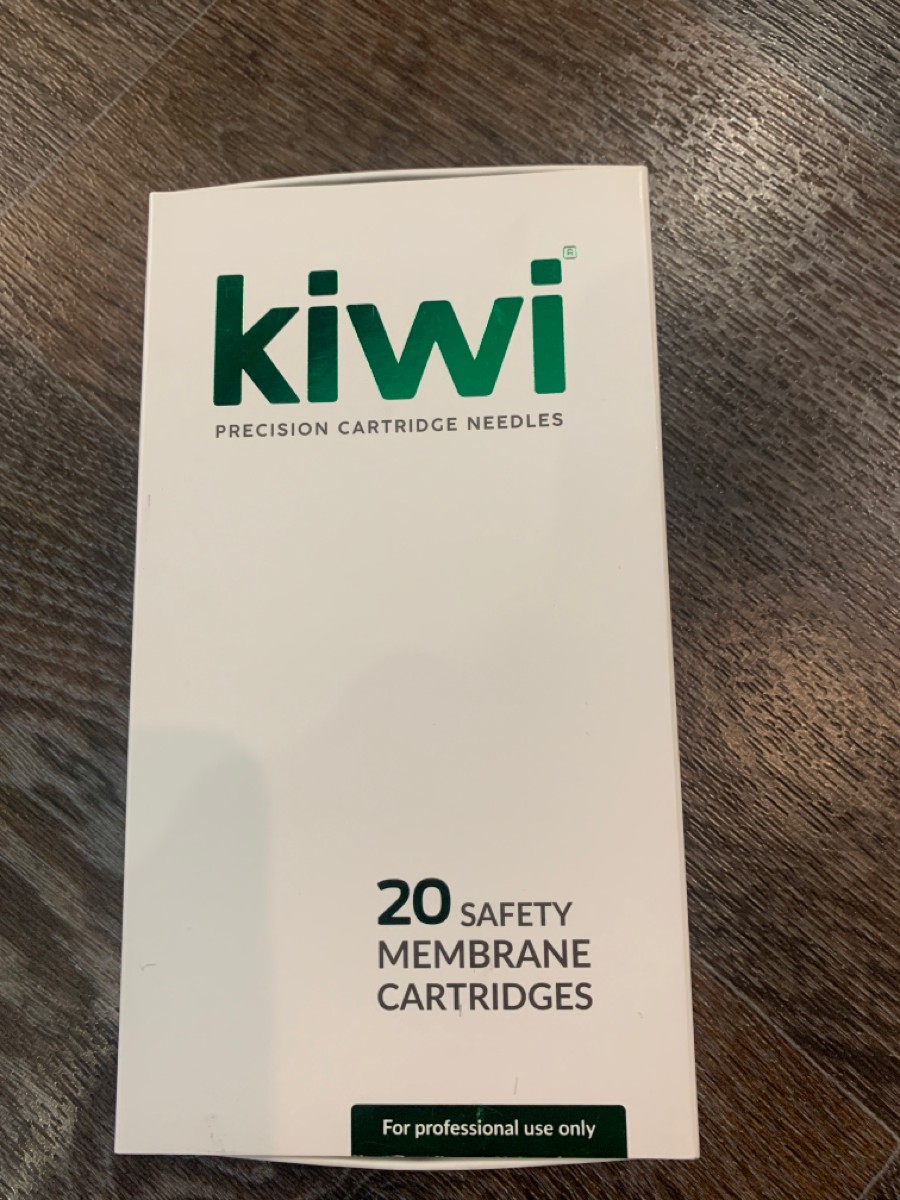 kiwi®
PRECISION CARTRIDGE NEEDLES
20 SAFETY
MEMBRANE
CARTRIDGES
For professional use only